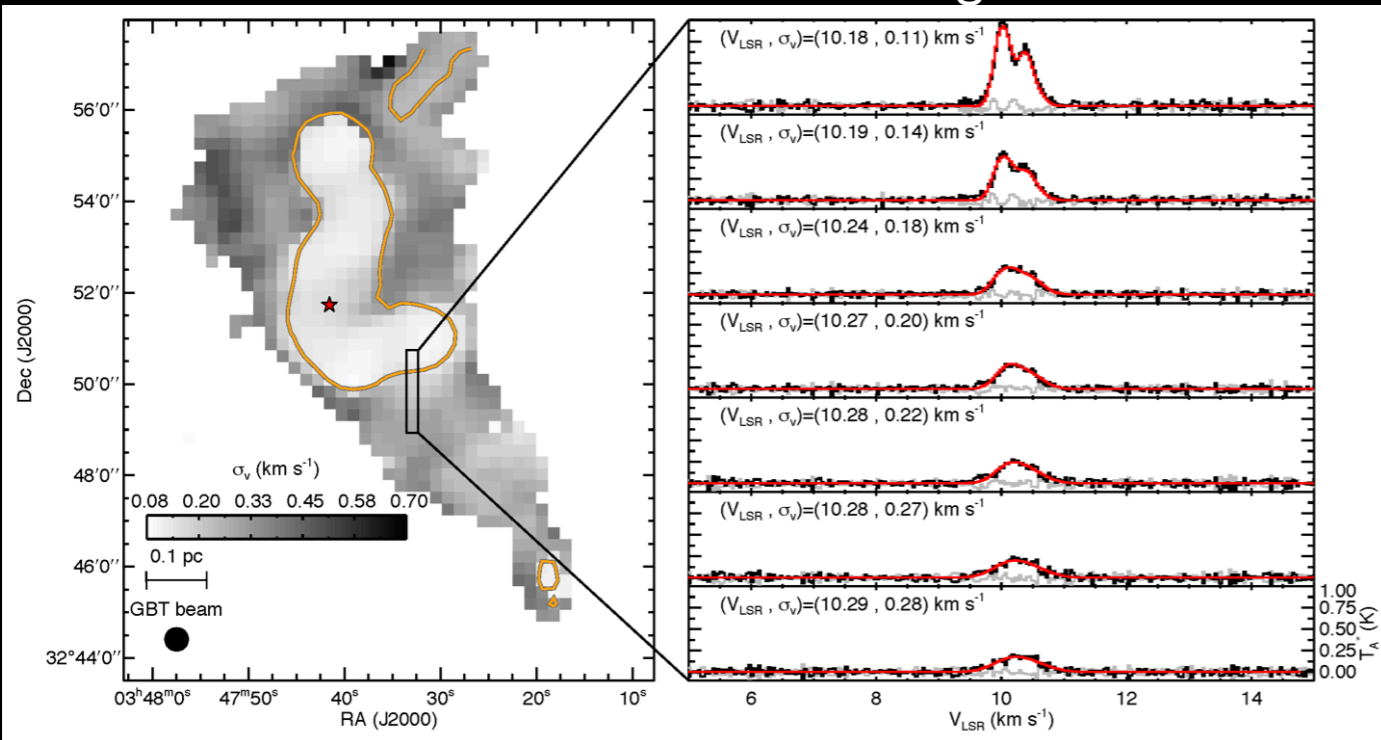 g
56'0''
54'0''
52'0''
50'0''
48'0''
46'0''
32°44'0''
Dec (J2000)
σv (km s-1)
0.08 0.20 0.33 0.45 0.58 0.70
0.1 pc
GBT beam
03h48m0s 47m50s 40s 30s 20s 10s
RA (J2000)
(VLSR , σv)=(10.18 , 0.11) km s-1
(VLSR , σv)=(10.19 , 0.14) km s-1
(VLSR , σv)=(10.24 , 0.18) km s-1
(VLSR , σv)=(10.27 , 0.20) km s-1
(VLSR , σv)=(10.28 , 0.22) km s-1
(VLSR , σv)=(10.28 , 0.27) km s-1
(VLSR , σv)=(10.29 , 0.28) km s-1
1.00
0.75
0.50
0.25
0.00
TA* (K)
6 8 10 12 14
VLSR (km s-1)